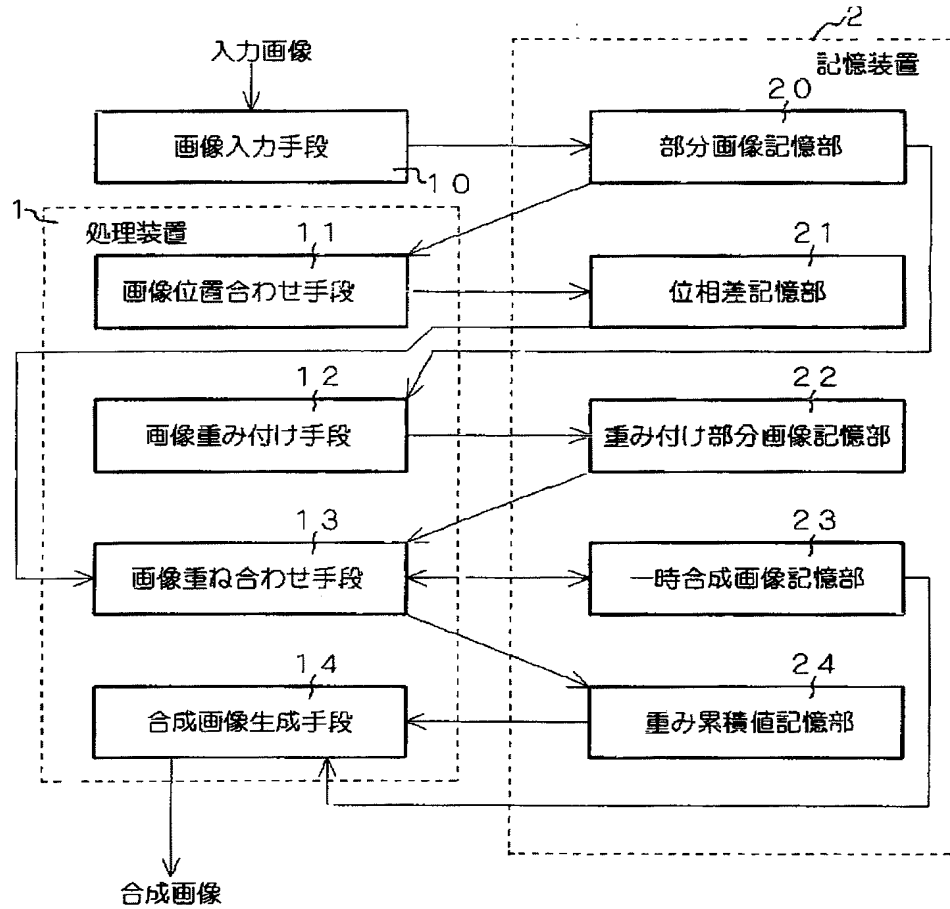 2
入力画像
記憶装置
20
画像入力手段
部分画像記憶部
10
1
処理装置
11
21
画像位置合わせ手段
位相差記憶部
12
22
画像重み付け手段
重み付け部分画像記憶部
13
23
画像重ね合わせ手段
一時合成画像記憶部
14
24
合成画像生成手段
重み累積値記憶部
合成画像